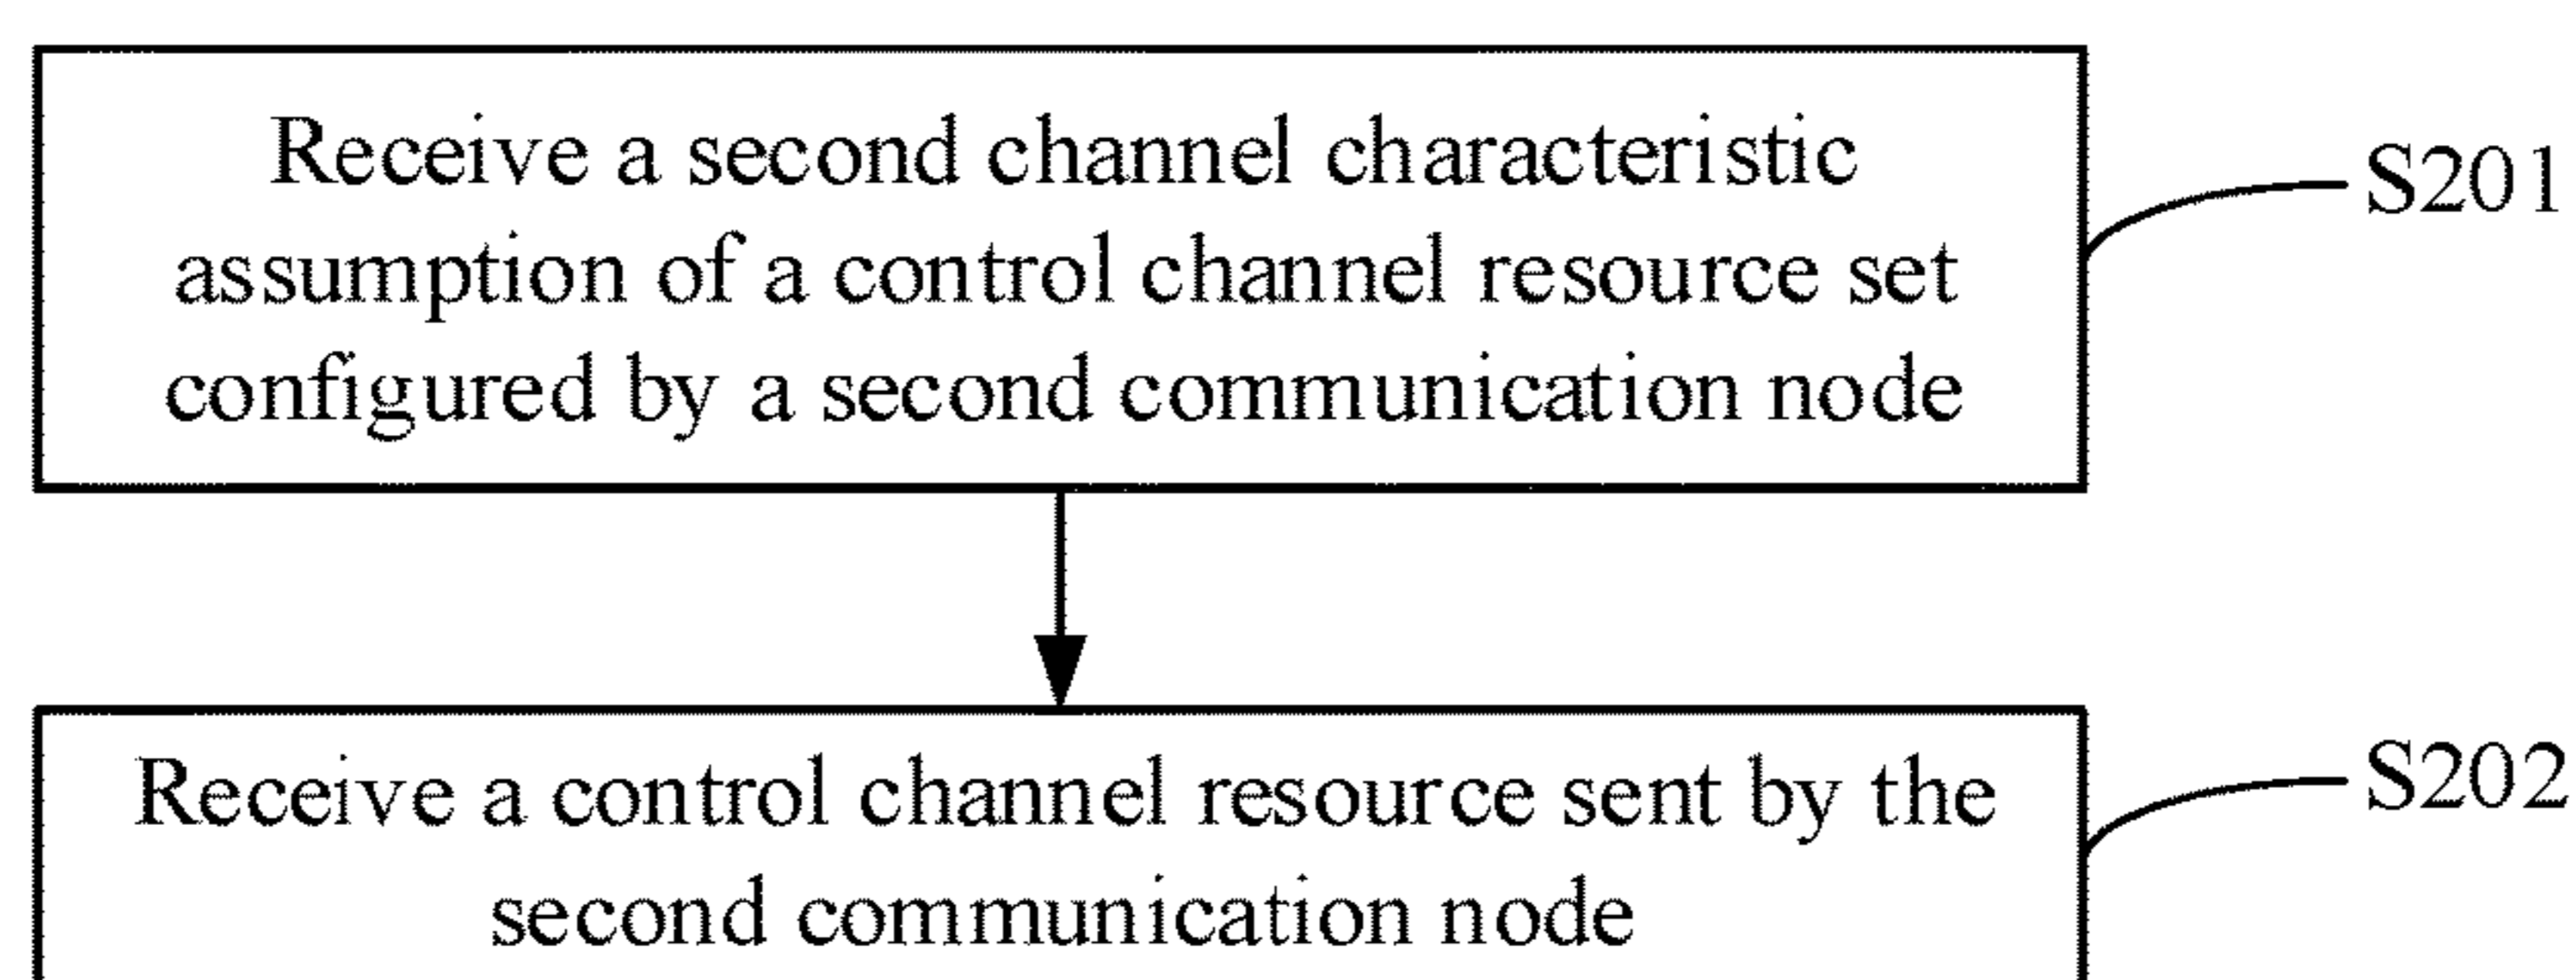 Receive a second channel characteristic
assumption of a control channel resource set
configured by a second communication node
S201
Receive a control channel resource sent by the
second communication node
S202